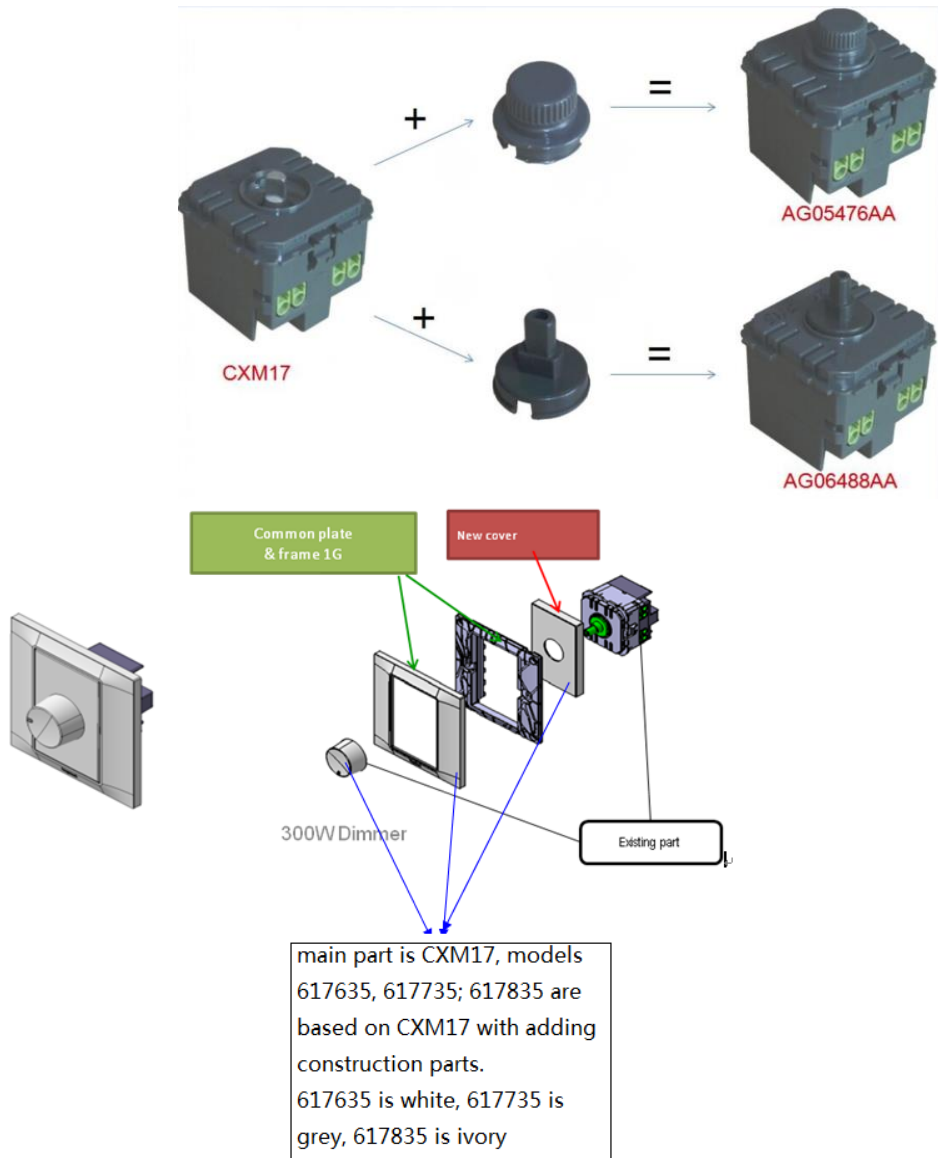 +
=
AG05476AA
CXM17
+
=
AG06488AA
Common plate
& frame 1G
New cover
300W Dimmer
Existing part
main part is CXM17, models
617635, 617735; 617835 are
based on CXM17 with adding
construction parts.
617635 is white, 617735 is
grey, 617835 is ivory